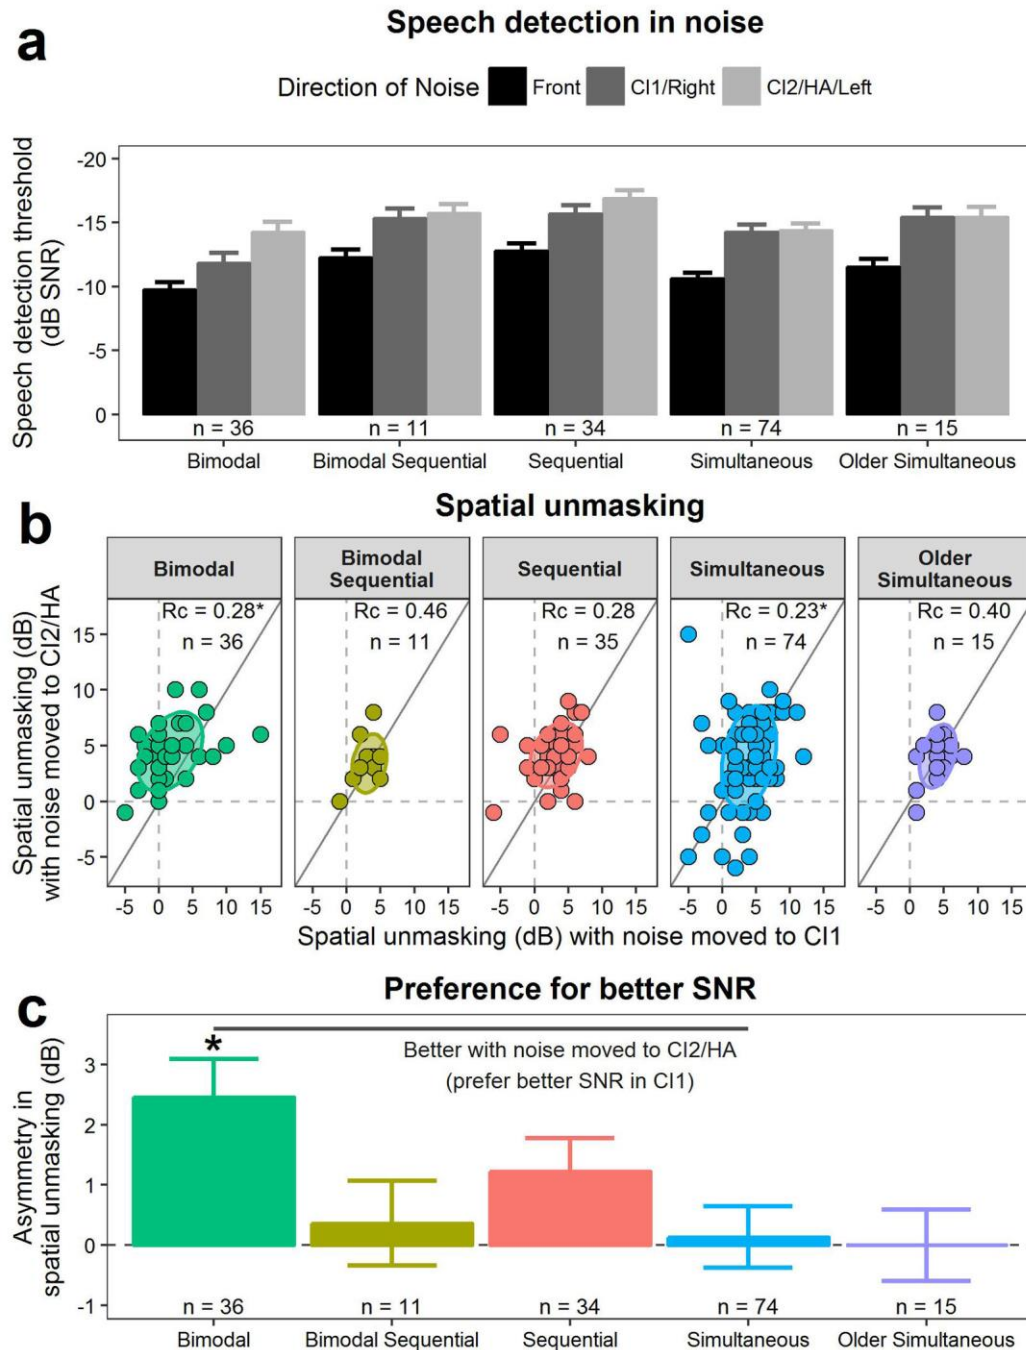 a
Speech detection in noise
Direction of Noise Front CI1/Right CI2/HA/Left
Speech detection threshold
(dB SNR)
-20
-15
-10
-5
0
n = 36 n = 11 n = 34 n = 74 n = 15
Bimodal Bimodal Sequential Sequential Simultaneous Older Simultaneous
b
Spatial unmasking
Spatial unmasking (dB)
with noise moved to CI2/HA
Bimodal
Bimodal
Sequential
Sequential
Simultaneous
Older
Simultaneous
Rc = 0.28* Rc = 0.46 Rc = 0.28 Rc = 0.23* Rc = 0.40
n = 36 n = 11 n = 35 n = 74 n = 15
15
10
5
0
-5
-5 0 5 10 15 -5 0 5 10 15 -5 0 5 10 15 -5 0 5 10 15 -5 0 5 10 15
Spatial unmasking (dB) with noise moved to CI1
c
Preference for better SNR
Asymmetry in
spatial unmasking (dB)
*
Better with noise moved to CI2/HA
(prefer better SNR in CI1)
3
2
1
0
-1
n = 36 n = 11 n = 34 n = 74 n = 15
Bimodal Bimodal Sequential Sequential Simultaneous Older Simultaneous